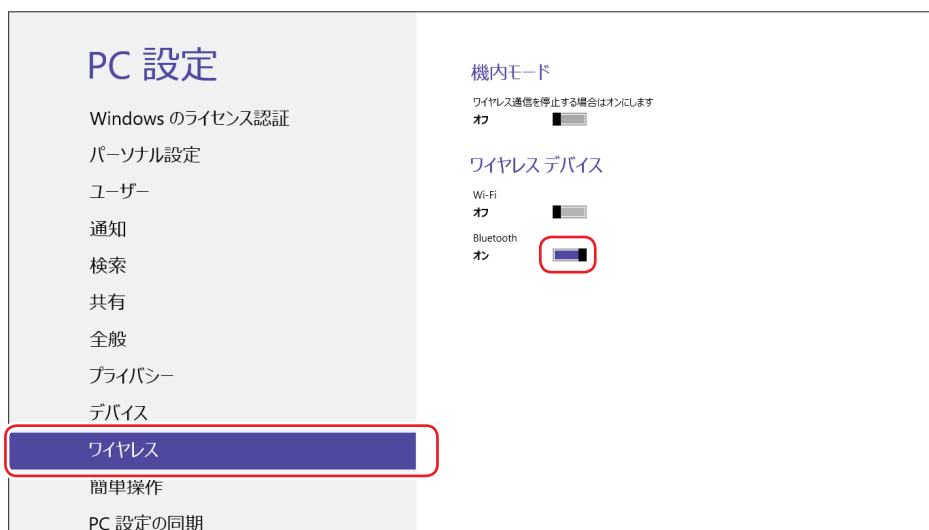 PC 設定
Windows のライセンス認証
パーソナル設定
ユーザー
通知
検索
共有
全般
プライバシー
デバイス
ワイヤレス
簡単操作
PC 設定の同期
機内モード
ワイヤレス通信を停止する場合はオンにします
オフ
ワイヤレス デバイス
Wi-Fi
オフ
Bluetooth
オン